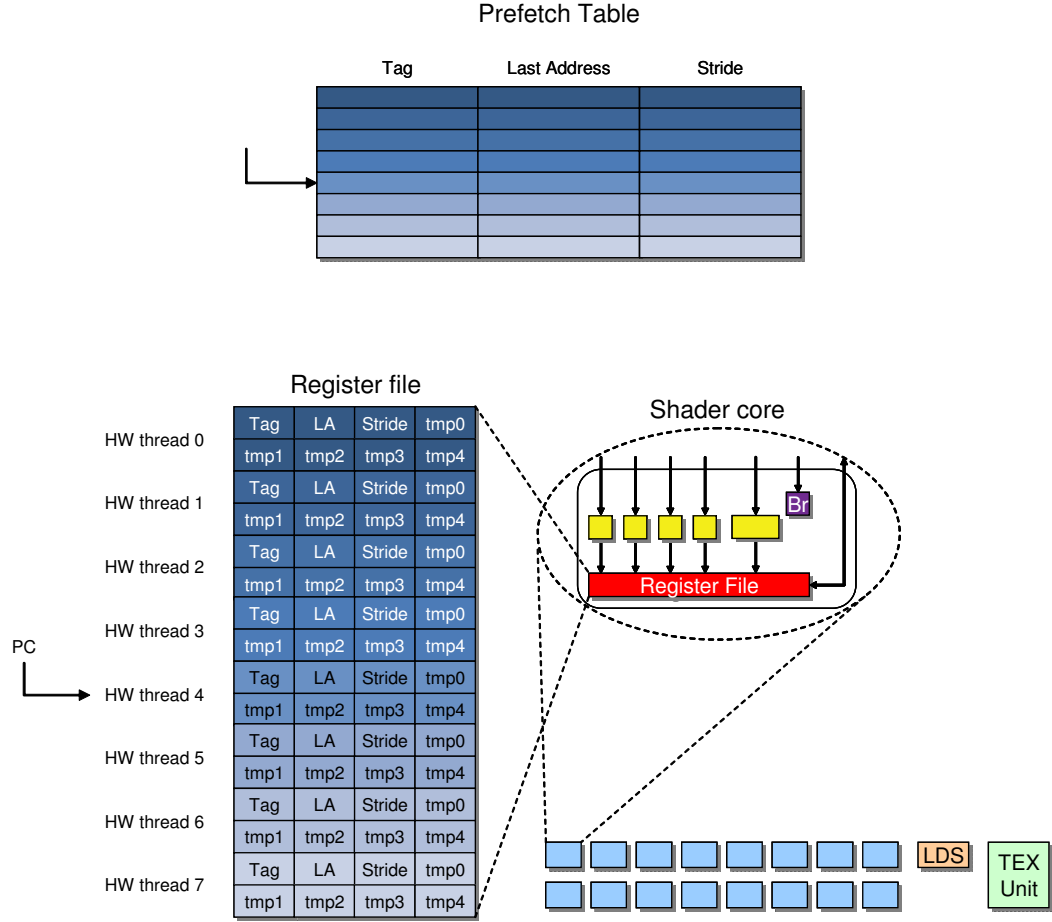 Prefetch Table
Tag Last Address Stride
Register file
Shader core
HW thread 0
Tag LA Stride tmp0
tmp1 tmp2 tmp3 tmp4
HW thread 1
Tag LA Stride tmp0
tmp1 tmp2 tmp3 tmp4
HW thread 2
Tag LA Stride tmp0
tmp1 tmp2 tmp3 tmp4
HW thread 3
Tag LA Stride tmp0
tmp1 tmp2 tmp3 tmp4
PC
HW thread 4
Tag LA Stride tmp0
tmp1 tmp2 tmp3 tmp4
HW thread 5
Tag LA Stride tmp0
tmp1 tmp2 tmp3 tmp4
HW thread 6
Tag LA Stride tmp0
tmp1 tmp2 tmp3 tmp4
HW thread 7
Tag LA Stride tmp0
tmp1 tmp2 tmp3 tmp4
Br
Register File
LDS
TEX
Unit